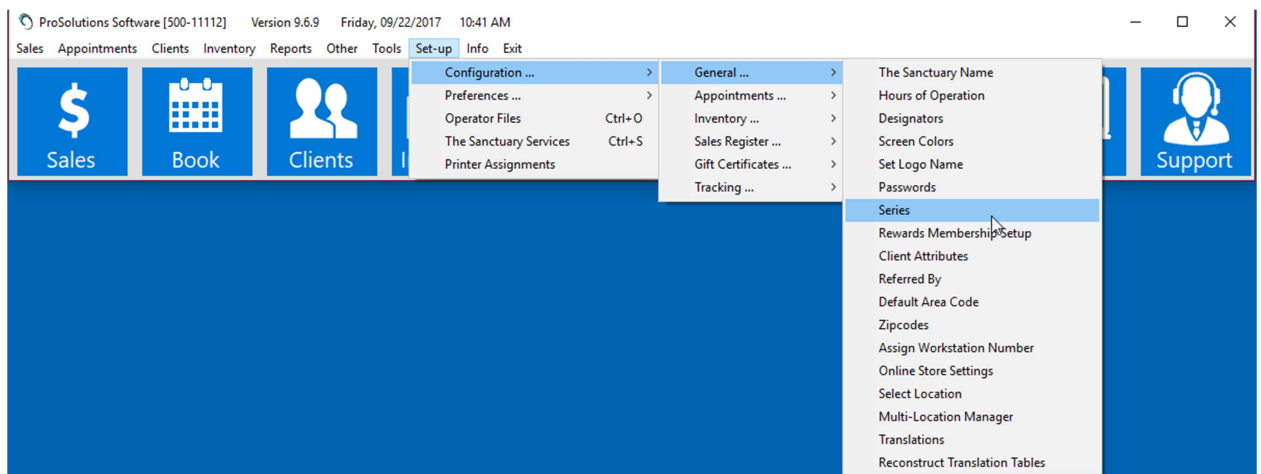 ProSolutions Software [500-11112] Version 9.6.9 Friday, 09/22/2017 10:41 AM
Sales Appointments Clients Inventory Reports Other Tools Set-up Info Exit
Sales
Book
Clients
Support
Configuration ...
Preferences ...
Operator Files Ctrl+O
The Sanctuary Services Ctrl+S
Printer Assignments
General ...
Appointments ...
Inventory ...
Sales Register ...
Gift Certificates ...
Tracking ...
The Sanctuary Name
Hours of Operation
Designators
Screen Colors
Set Logo Name
Passwords
Series
Rewards Membership Setup
Client Attributes
Referred By
Default Area Code
Zipcodes
Assign Workstation Number
Online Store Settings
Select Location
Multi-Location Manager
Translations
Reconstruct Translation Tables